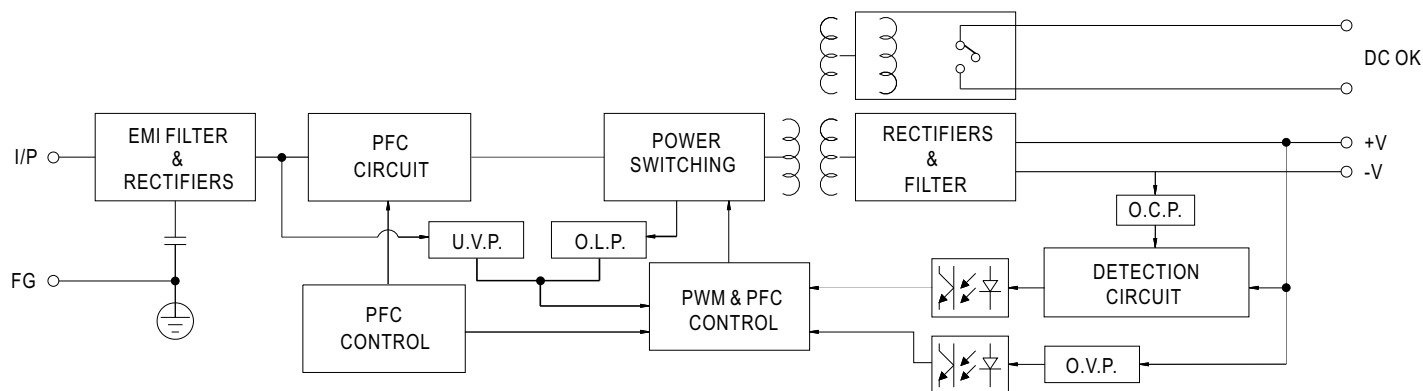 DC OK
I/P
EMI FILTER
&
RECTIFIERS
PFC
CIRCUIT
POWER
SWITCHING
RECTIFIERS
&
FILTER
+V
-V
O.C.P.
U.V.P.
O.L.P.
FG
PFC
CONTROL
PWM & PFC
CONTROL
DETECTION
CIRCUIT
O.V.P.